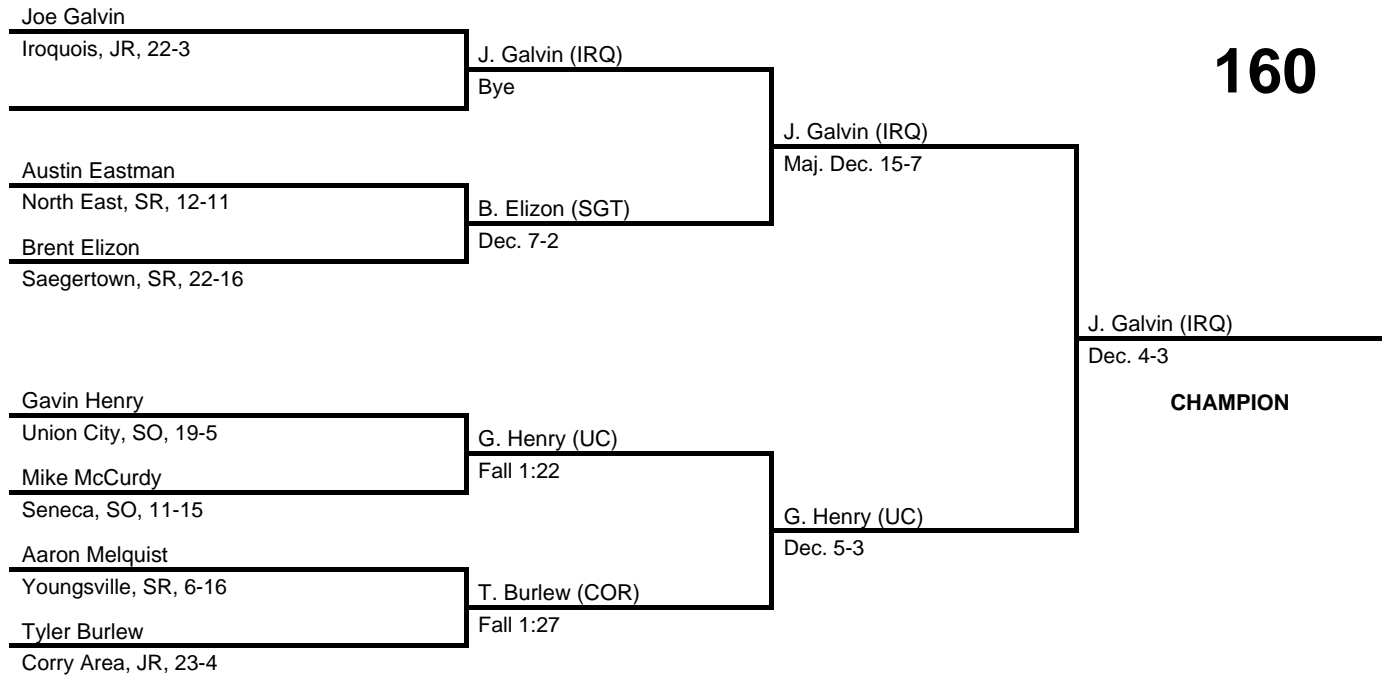 Joe Galvin
Iroquois, JR, 22-3
J. Galvin (IRQ)
Bye
160
J. Galvin (IRQ)
Maj. Dec. 15-7
Austin Eastman
North East, SR, 12-11
B. Elizon (SGT)
Dec. 7-2
Brent Elizon
Saegertown, SR, 22-16
J. Galvin (IRQ)
Dec. 4-3
CHAMPION
Gavin Henry
Union City, SO, 19-5
G. Henry (UC)
Fall 1:22
Mike McCurdy
Seneca, SO, 11-15
G. Henry (UC)
Dec. 5-3
Aaron Melquist
Youngsville, SR, 6-16
T. Burlew (COR)
Fall 1:27
Tyler Burlew
Corry Area, JR, 23-4